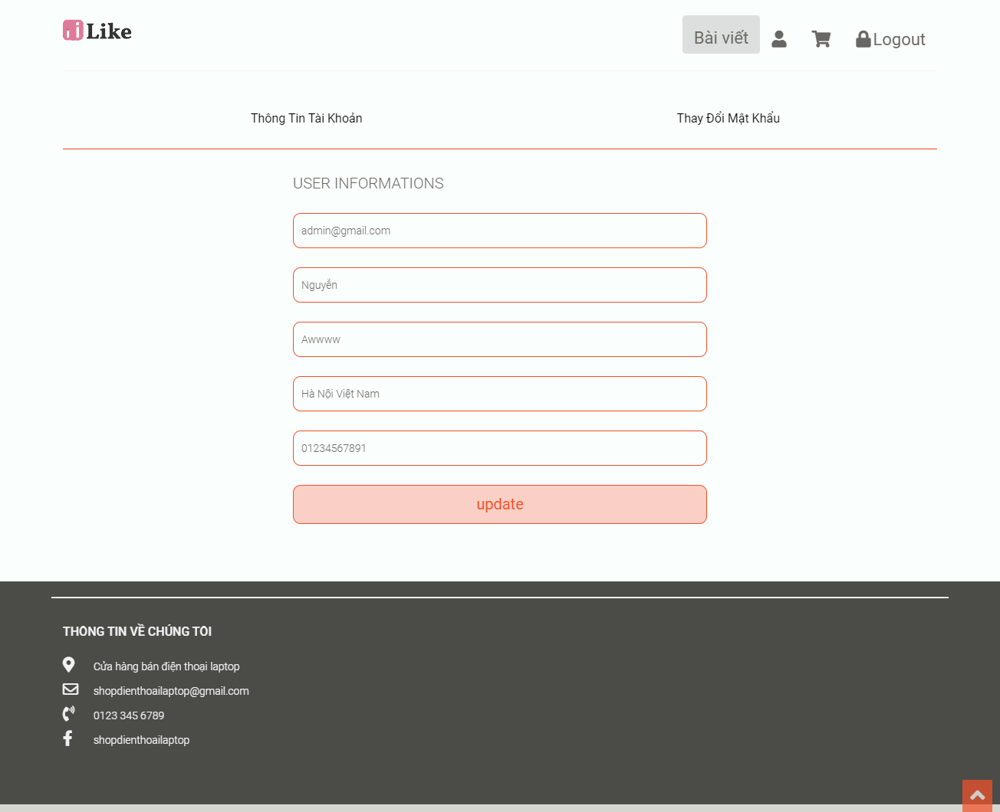 Like
Bài viết
Logout
Thông Tin Tài Khoản
Thay Đổi Mật Khẩu
USER INFORMATIONS
admin@gmail.com
Nguyễn
Awwww
Hà Nội Việt Nam
01234567891
update
THÔNG TIN VỀ CHÚNG TÔI
Cửa hàng bán điện thoại laptop
shopdienthoailaptop@gmail.com
0123 345 6789
shopdienthoailaptop